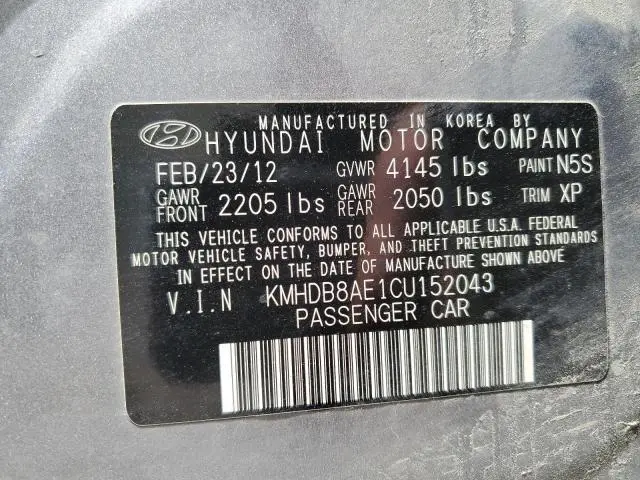 MANUFACTURED IN KOREA BY
HYUNDAI MOTOR COMPANY
FEB/23/12 GVWR 4145 lbs PAINT N5S
GAWR FRONT 2205 lbs GAWR REAR 2050 lbs TRIM XP
THIS VEHICLE CONFORMS TO ALL APPLICABLE U.S.A. FEDERAL
MOTOR VEHICLE SAFETY, BUMPER, AND THEFT PREVENTION STANDARDS
IN EFFECT ON THE DATE OF MANUFACTURE SHOWN ABOVE
V.I.N KMHDB8AE1CU152043
PASSENGER CAR